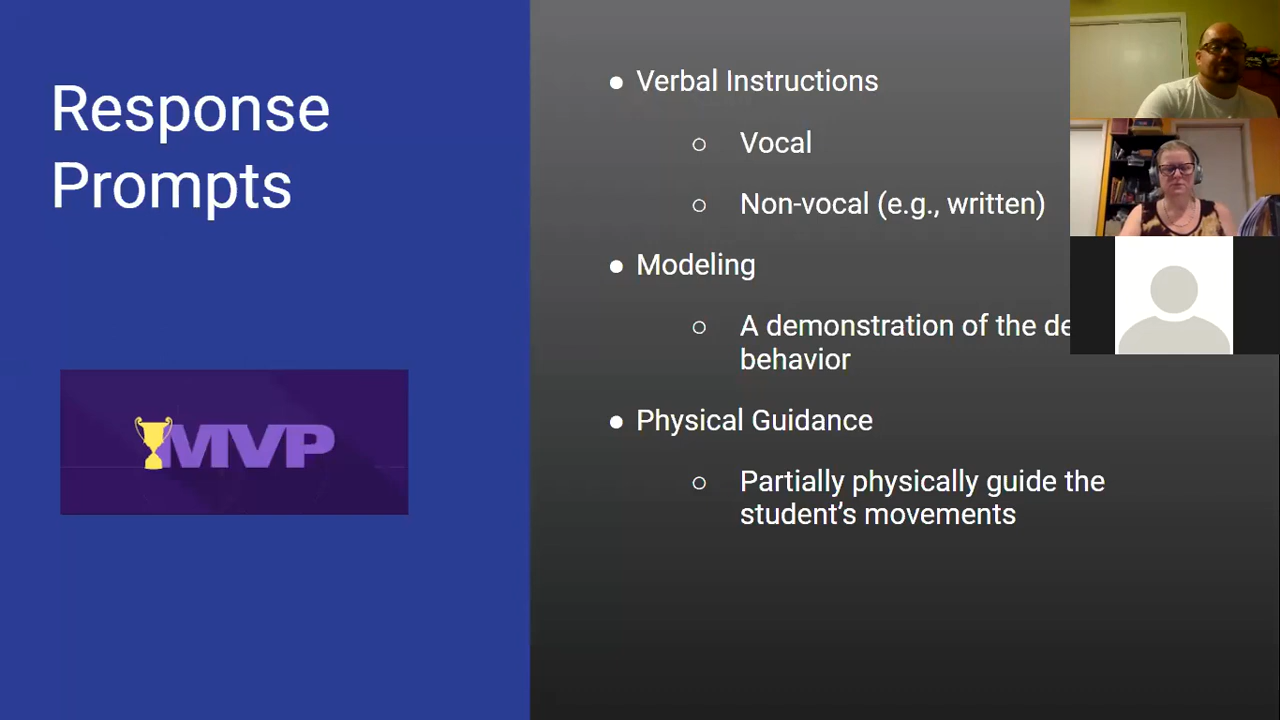 Response
Prompts
MVP
Verbal Instructions
Vocal
Non-vocal (e.g., written)
Modeling
A demonstration of the
behavior
Physical Guidance
Partially physically guide the
student’s movements